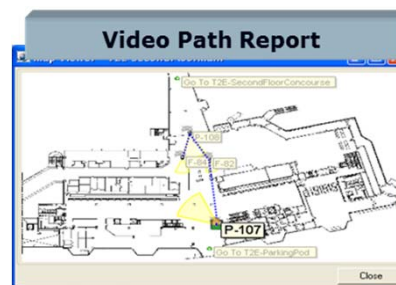 Video Path Report
Go To T2E-SecondFloorConcourse
P-108
F-84
F-82
P-107
Go To T2E-ParkingPod
Close